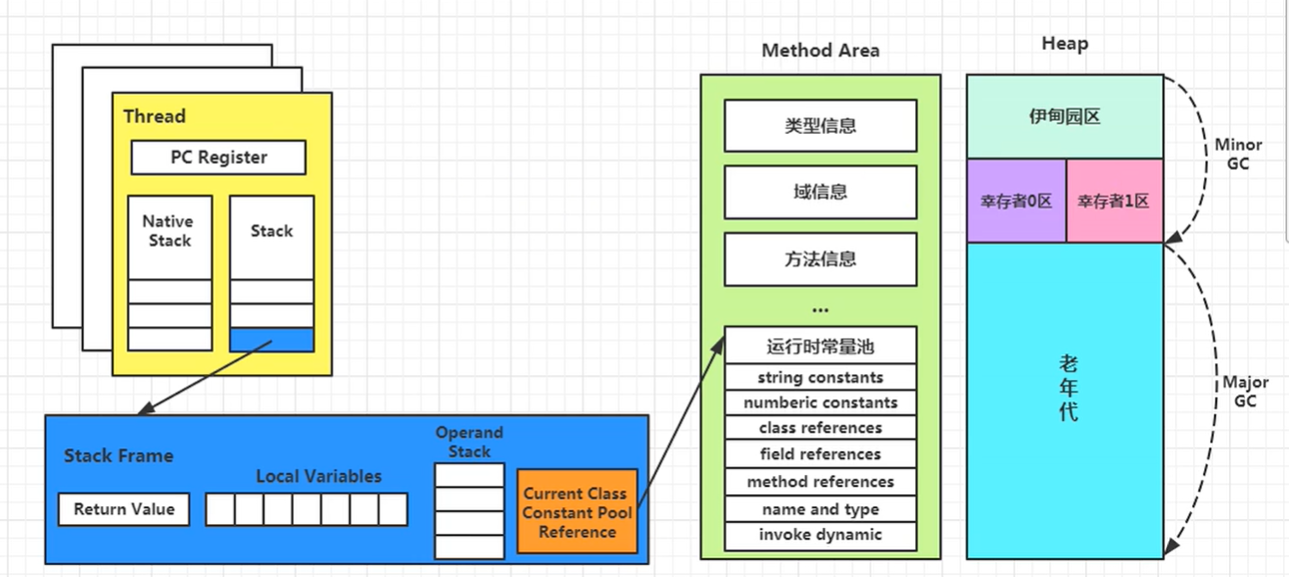 Thread
PC Register
Native
Stack
Stack
Stack Frame
Return Value
Local Variables
Operand
Stack
Current Class
Constant Pool
Reference
Method Area
类型信息
域信息
方法信息
...
运行时常量池
string constants
numberic constants
class references
field references
method references
name and type
invoke dynamic
Heap
伊甸园区
幸存者0区
幸存者1区
老
年
代
Minor
GC
Major
GC